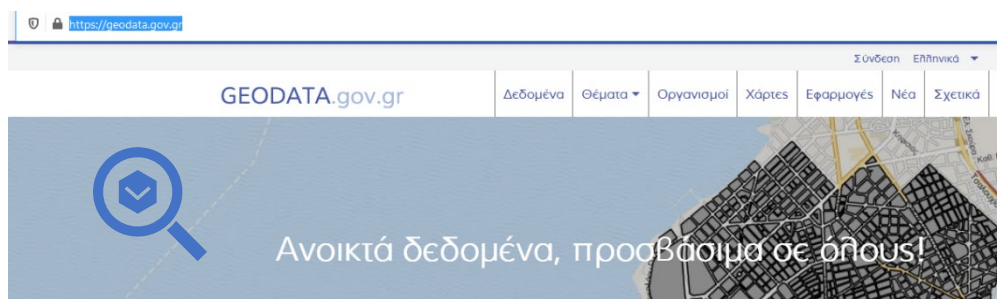 https://geodata.gov.gr
Σύνδεση Ελληνικά
GEODATA.gov.gr Δεδομένα Θέματα Οργανισμοί Χάρτες Εφαρμογές Νέα Σχετικά
Ανοικτά δεδομένα, προσβάσιμα σε όλους!